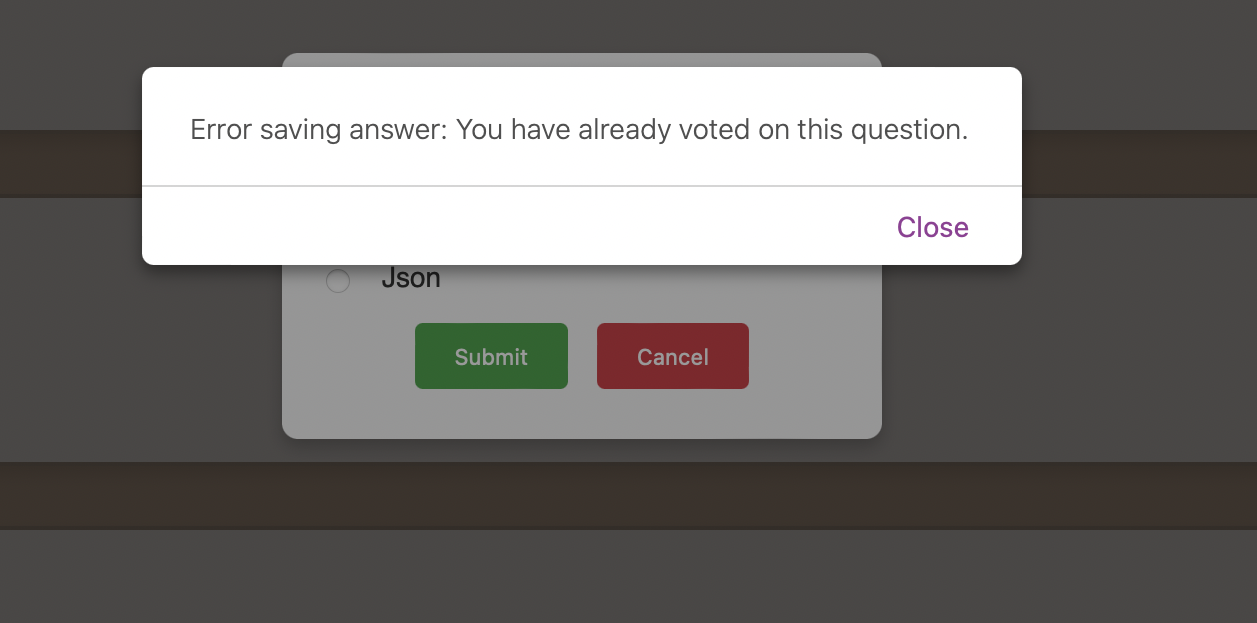 Error saving answer: You have already voted on this question.
Close
Json
Submit
Cancel